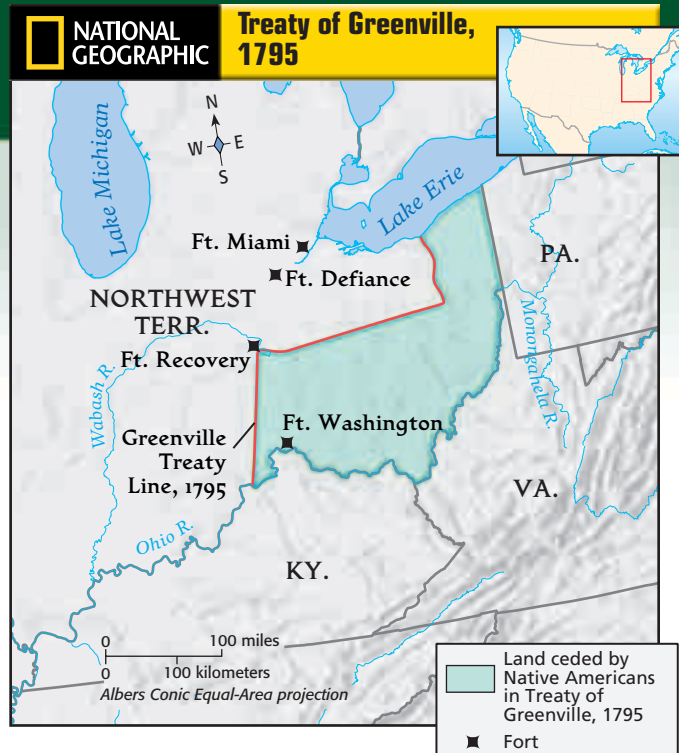 NATIONAL
GEOGRAPHIC
Treaty of Greenville,
1795
N
W
E
S
Lake Michigan
Lake Erie
Ft. Miami
Ft. Defiance
PA.
NORTHWEST
TERR.
Monongahela R.
Ft. Recovery
Wabash R.
Ft. Washington
Greenville
Treaty
Line, 1795
VA.
Ohio R.
KY.
0 100 miles
0 100 kilometers
Albers Conic Equal-Area projection
Land ceded by
Native Americans
in Treaty of
Greenville, 1795
Fort